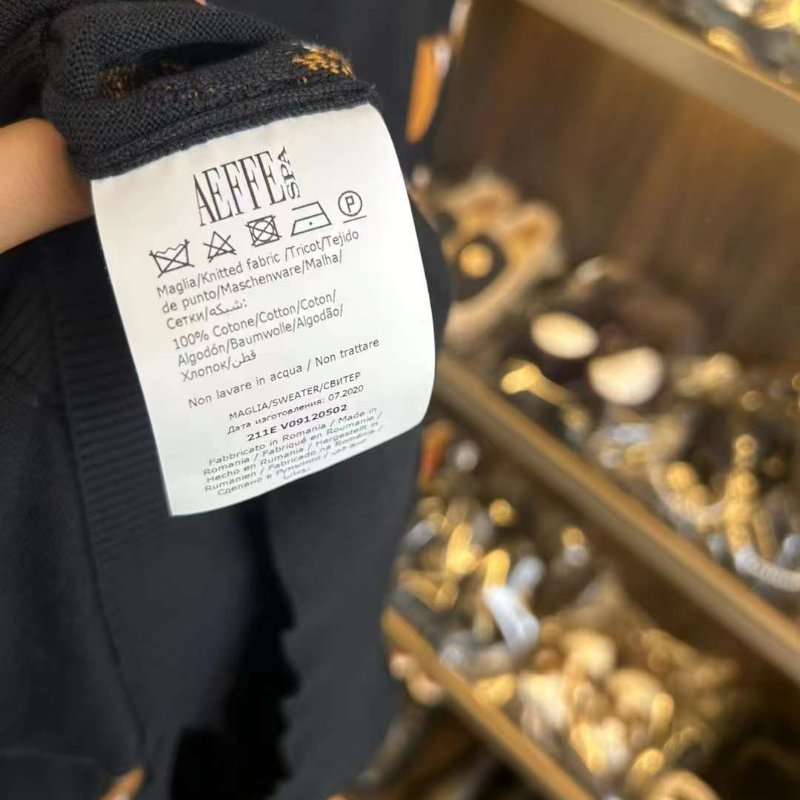 AEFFE SPA
P
Maglia/Knitted fabric /Tricot/Tejido
de punto/Maschenware/Malha/
Сетки/شبكه:
100% Cotone/Cotton/Coton/
Algodón/Baumwolle/Algodão/
Хлопок/قطن
Non lavare in acqua / Non trattare
MAGLIA/SWEATER/СВИТЕР
Дата изготовления: 07.2020
211E V09120502
Fabbricato in Romania / Made in
Romania / Fabriqué en Roumanie /
Hecho en Rumania / Hergestellt in
Rumänien / Fabricado na România /
Сделано в Румынии /